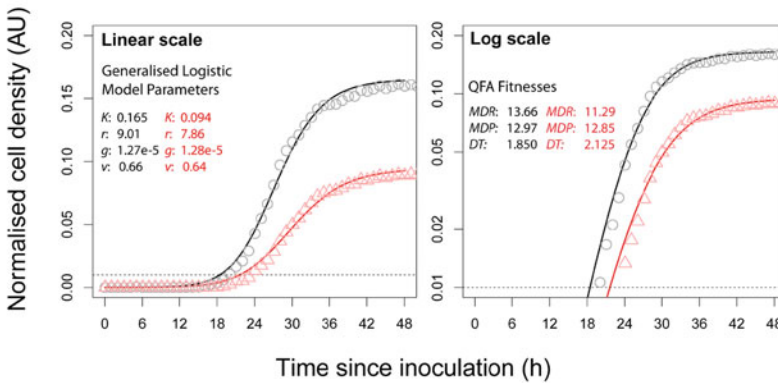 Normalised cell density (AU)
0.20
0.15
0.10
0.05
0.00
Linear scale
Generalised Logistic
Model Parameters
K: 0.165 K: 0.094
r: 9.01 r: 7.86
g: 1.27e-5 g: 1.28e-5
v: 0.66 v: 0.64
0 6 12 18 24 30 36 42 48
0.20
0.10
0.05
0.02
0.01
Log scale
QFA Fitnesses
MDR: 13.66 MDR: 11.29
MDP: 12.97 MDP: 12.85
DT: 1.850 DT: 2.125
0 6 12 18 24 30 36 42 48
Time since inoculation (h)